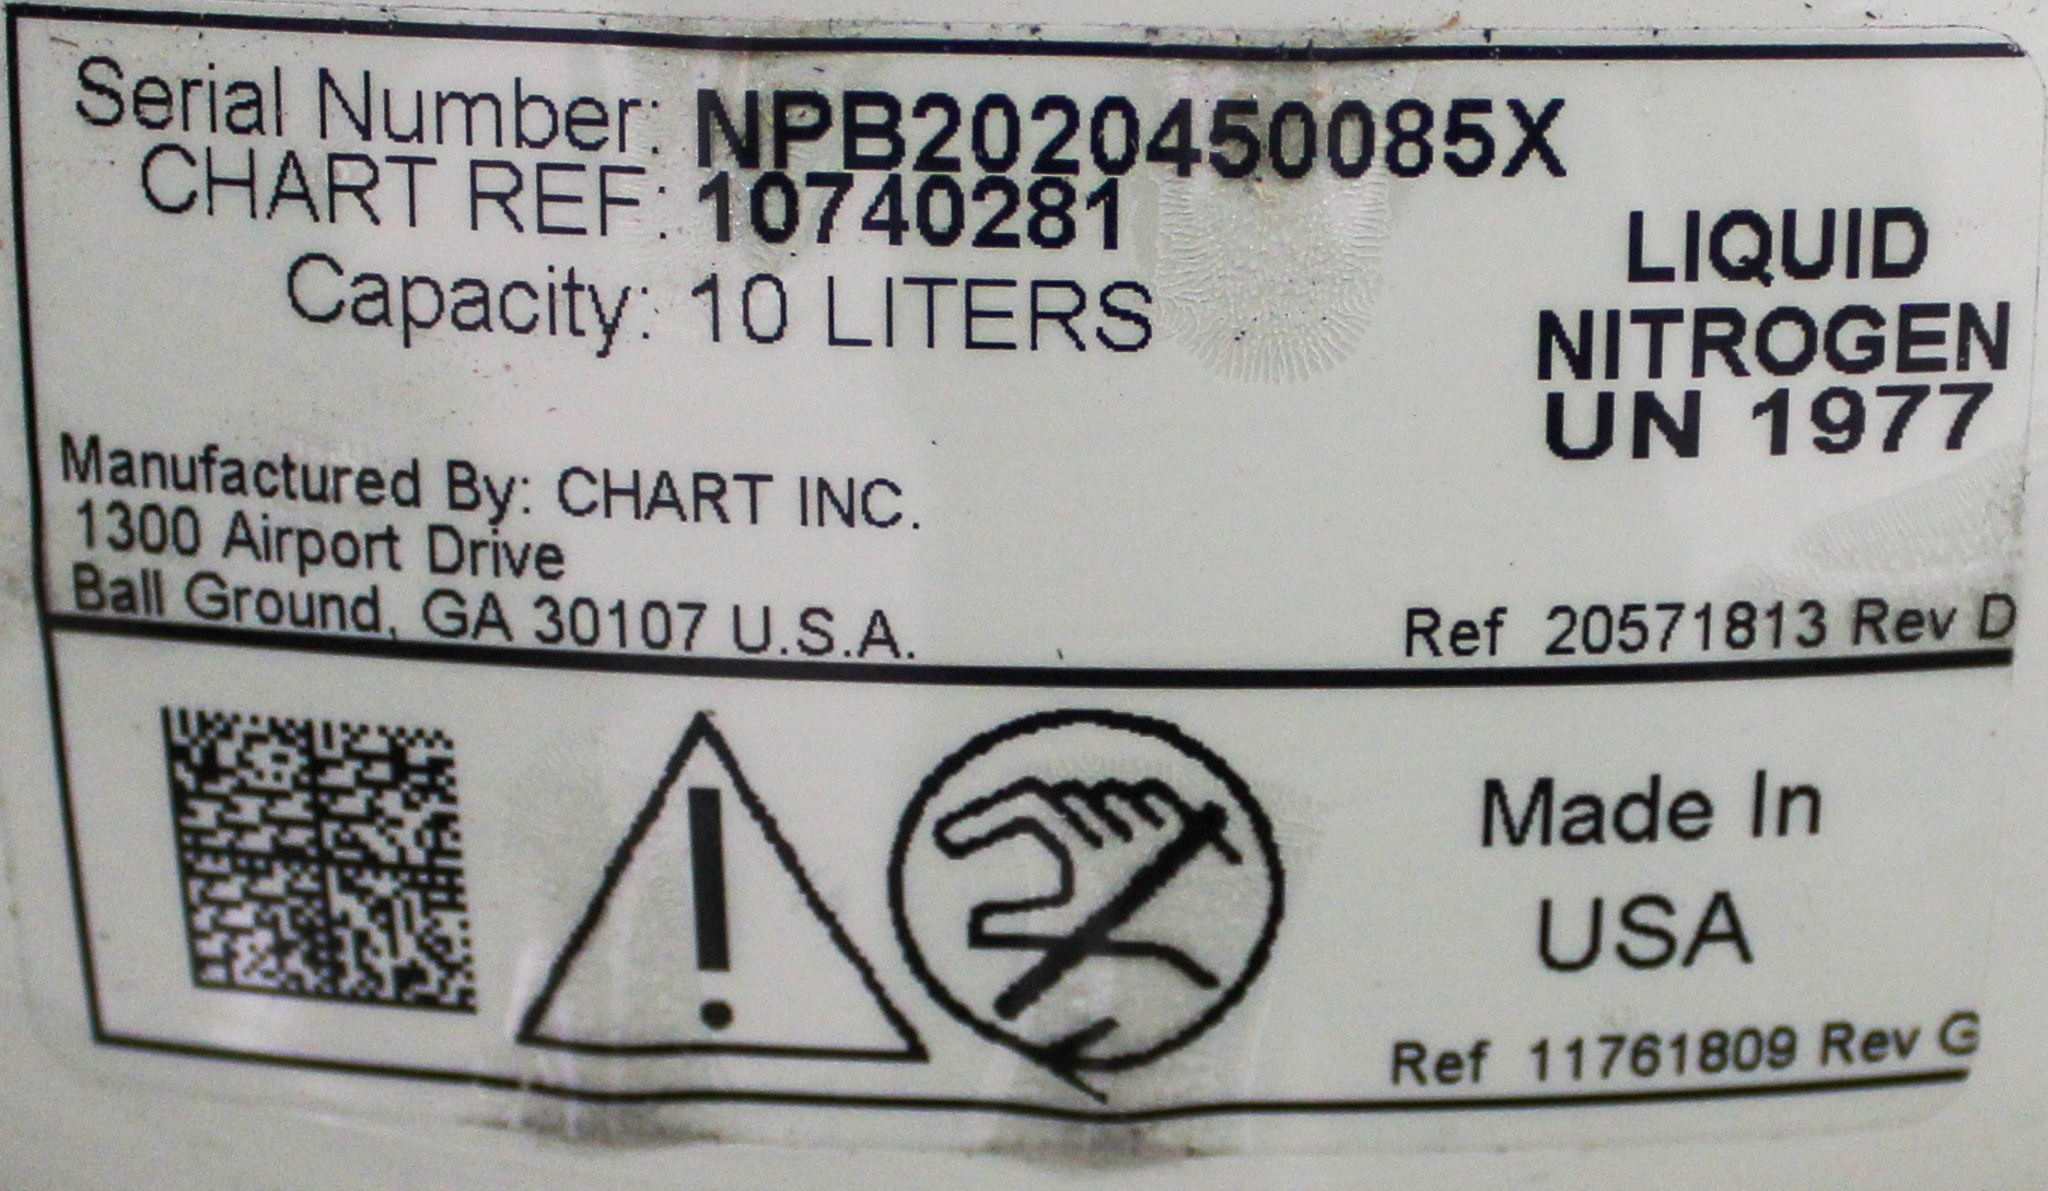 Serial Number: NPB2020450085X
CHART REF: 10740281
Capacity: 10 LITERS
LIQUID
NITROGEN
UN 1977
Manufactured By: CHART INC.
1300 Airport Drive
Ball Ground, GA 30107 U.S.A.
Ref 20571813 Rev D
Made In
USA
Ref 11761809 Rev G